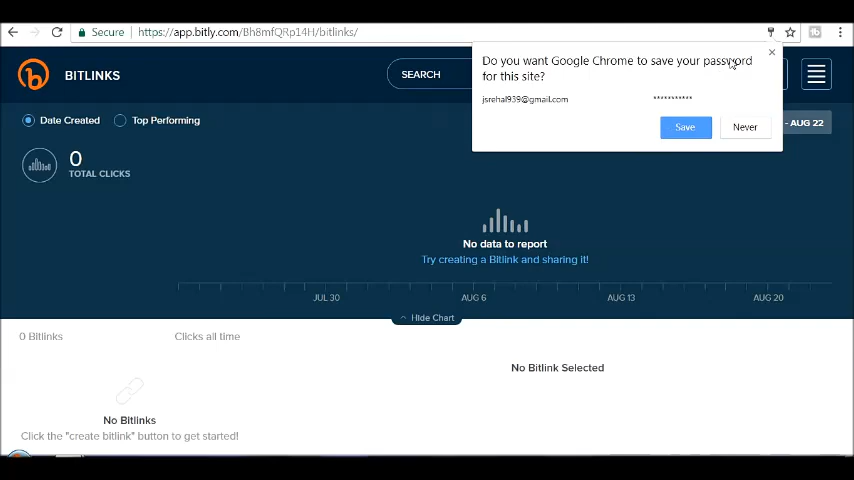 Secure https://app.bitly.com/Bh8mfQRp14H/bitlinks/
Do you want Google Chrome to save your password
for this site?
jsrehal939@gmail.com ***********
Save Never
BITLINKS
SEARCH
Date Created Top Performing
- AUG 22
0
TOTAL CLICKS
No data to report
Try creating a Bitlink and sharing it!
JUL 30 AUG 6 AUG 13 AUG 20
Hide Chart
0 Bitlinks Clicks all time
No Bitlink Selected
No Bitlinks
Click the "create bitlink" button to get started!